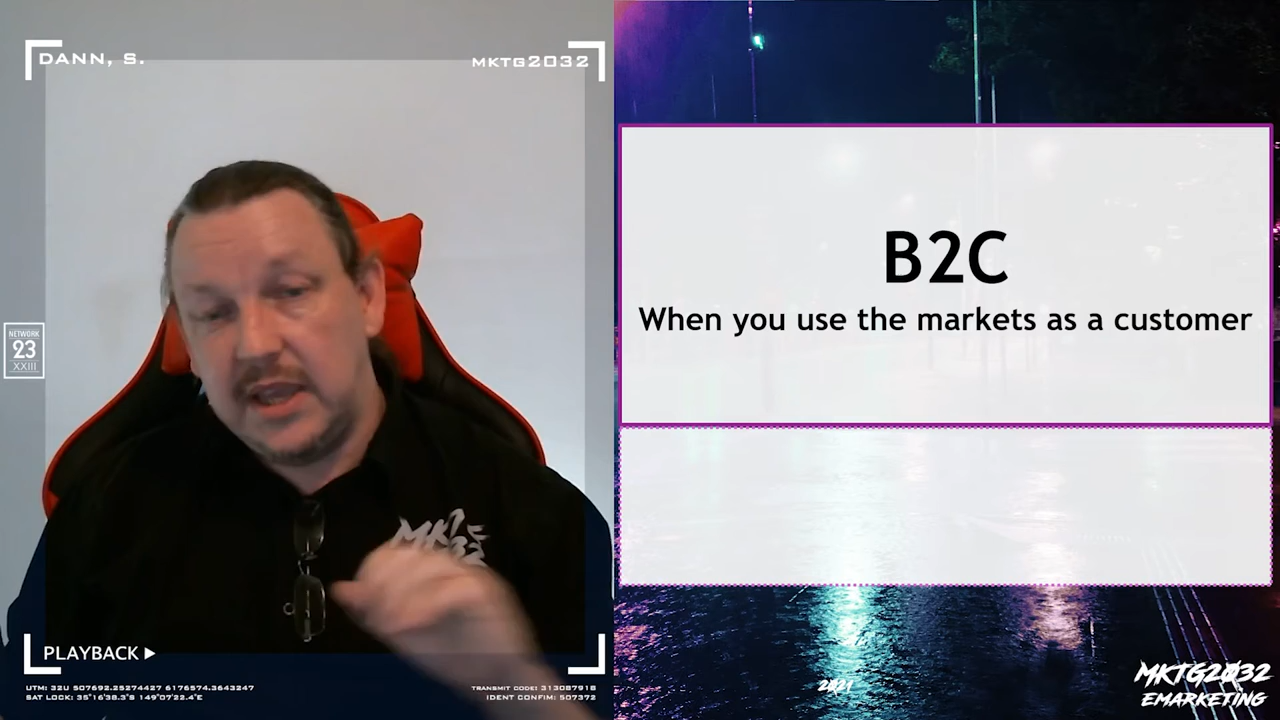 DANN, S.
MKTG2032
NETWORK
23
XXIII
PLAYBACK
UTM: 32U 507692.25274427 6176574.3643247
SAT LOCK: 35°16'38.3"S 149°07'22.4"E
TRANSMIT CODE: 313087918
IDENT CONFIM: 507372
B2C
When you use the markets as a customer
2021
MKTG2032
EMARKETING